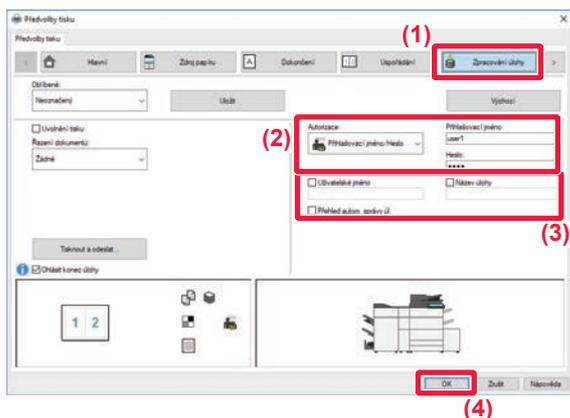 Předvolby tisku
Předvolby tisku
(1)
Hlavní
Zdroj papíru
A
Dokončení
Uspořádání
Zpracování úlohy
Oblíbené:
Neoznačený
Uložit
Výchozí
Uvolnění tisku
Řazení dokumentů:
Žádné
(2)
Autorizace:
Přihlašovací jméno/Heslo
Přihlašovací jméno:
user1
Heslo:
••••
Uživatelské jméno
Název úlohy
Přehled autom. správy úl.
(3)
Tisknout a odeslat...
Ohlásit konec úlohy
1 2
OK
Zrušit
Nápověda
(4)